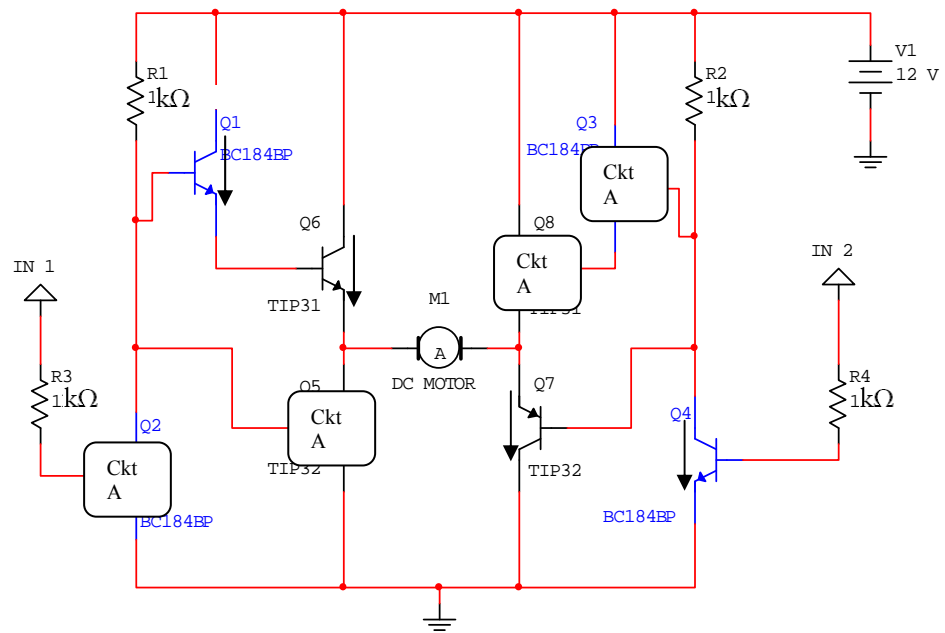 V1
12 V
R1
1kΩ
R2
1kΩ
Q1
BC184BP
Q3
BC184BP
Ckt
A
Q6
TIP31
Q8
Ckt
A
IN 1
IN 2
M1
A
DC MOTOR
R3
1kΩ
R4
1kΩ
Q5
Ckt
A
TIP32
Q7
TIP32
Q2
Ckt
A
BC184BP
Q4
BC184BP